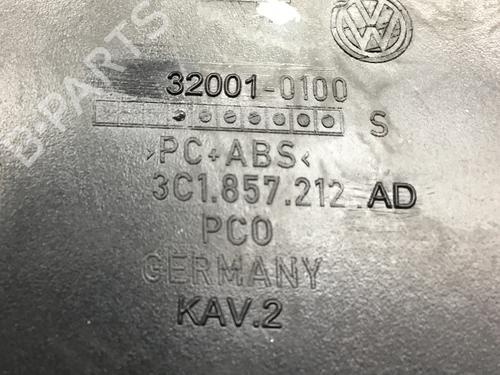 B-PARTS
32001-0100
S
>PC+ABS<
3C1.857.212 AD
PCO
GERMANY
KAV.2